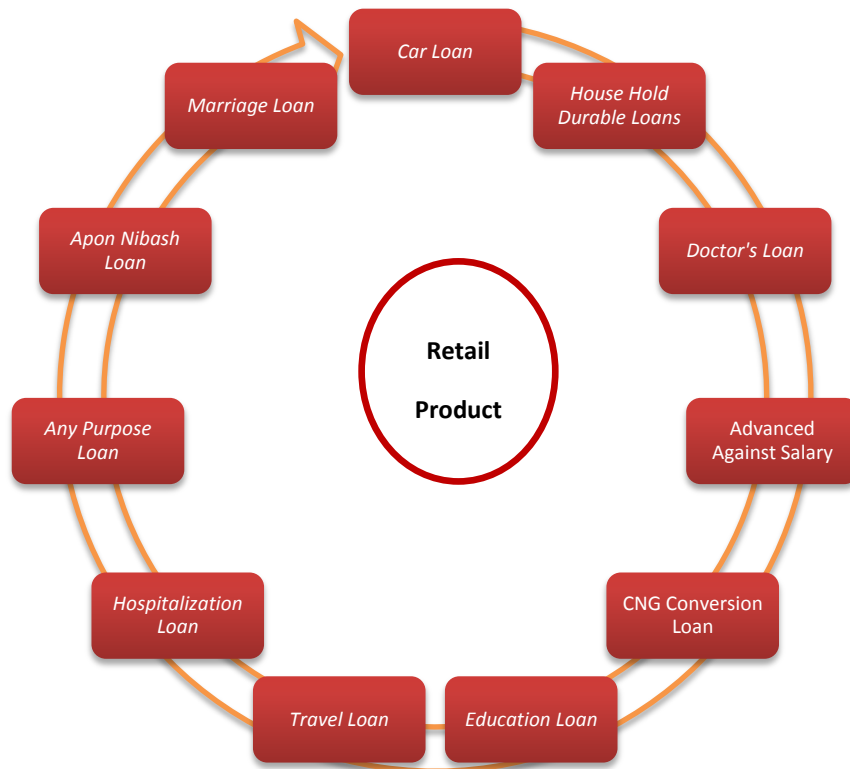 Car Loan
House Hold
Durable Loans
Doctor's Loan
Advanced
Against Salary
CNG Conversion
Loan
Education Loan
Travel Loan
Hospitalization
Loan
Any Purpose
Loan
Apon Nibash
Loan
Marriage Loan
Retail
Product